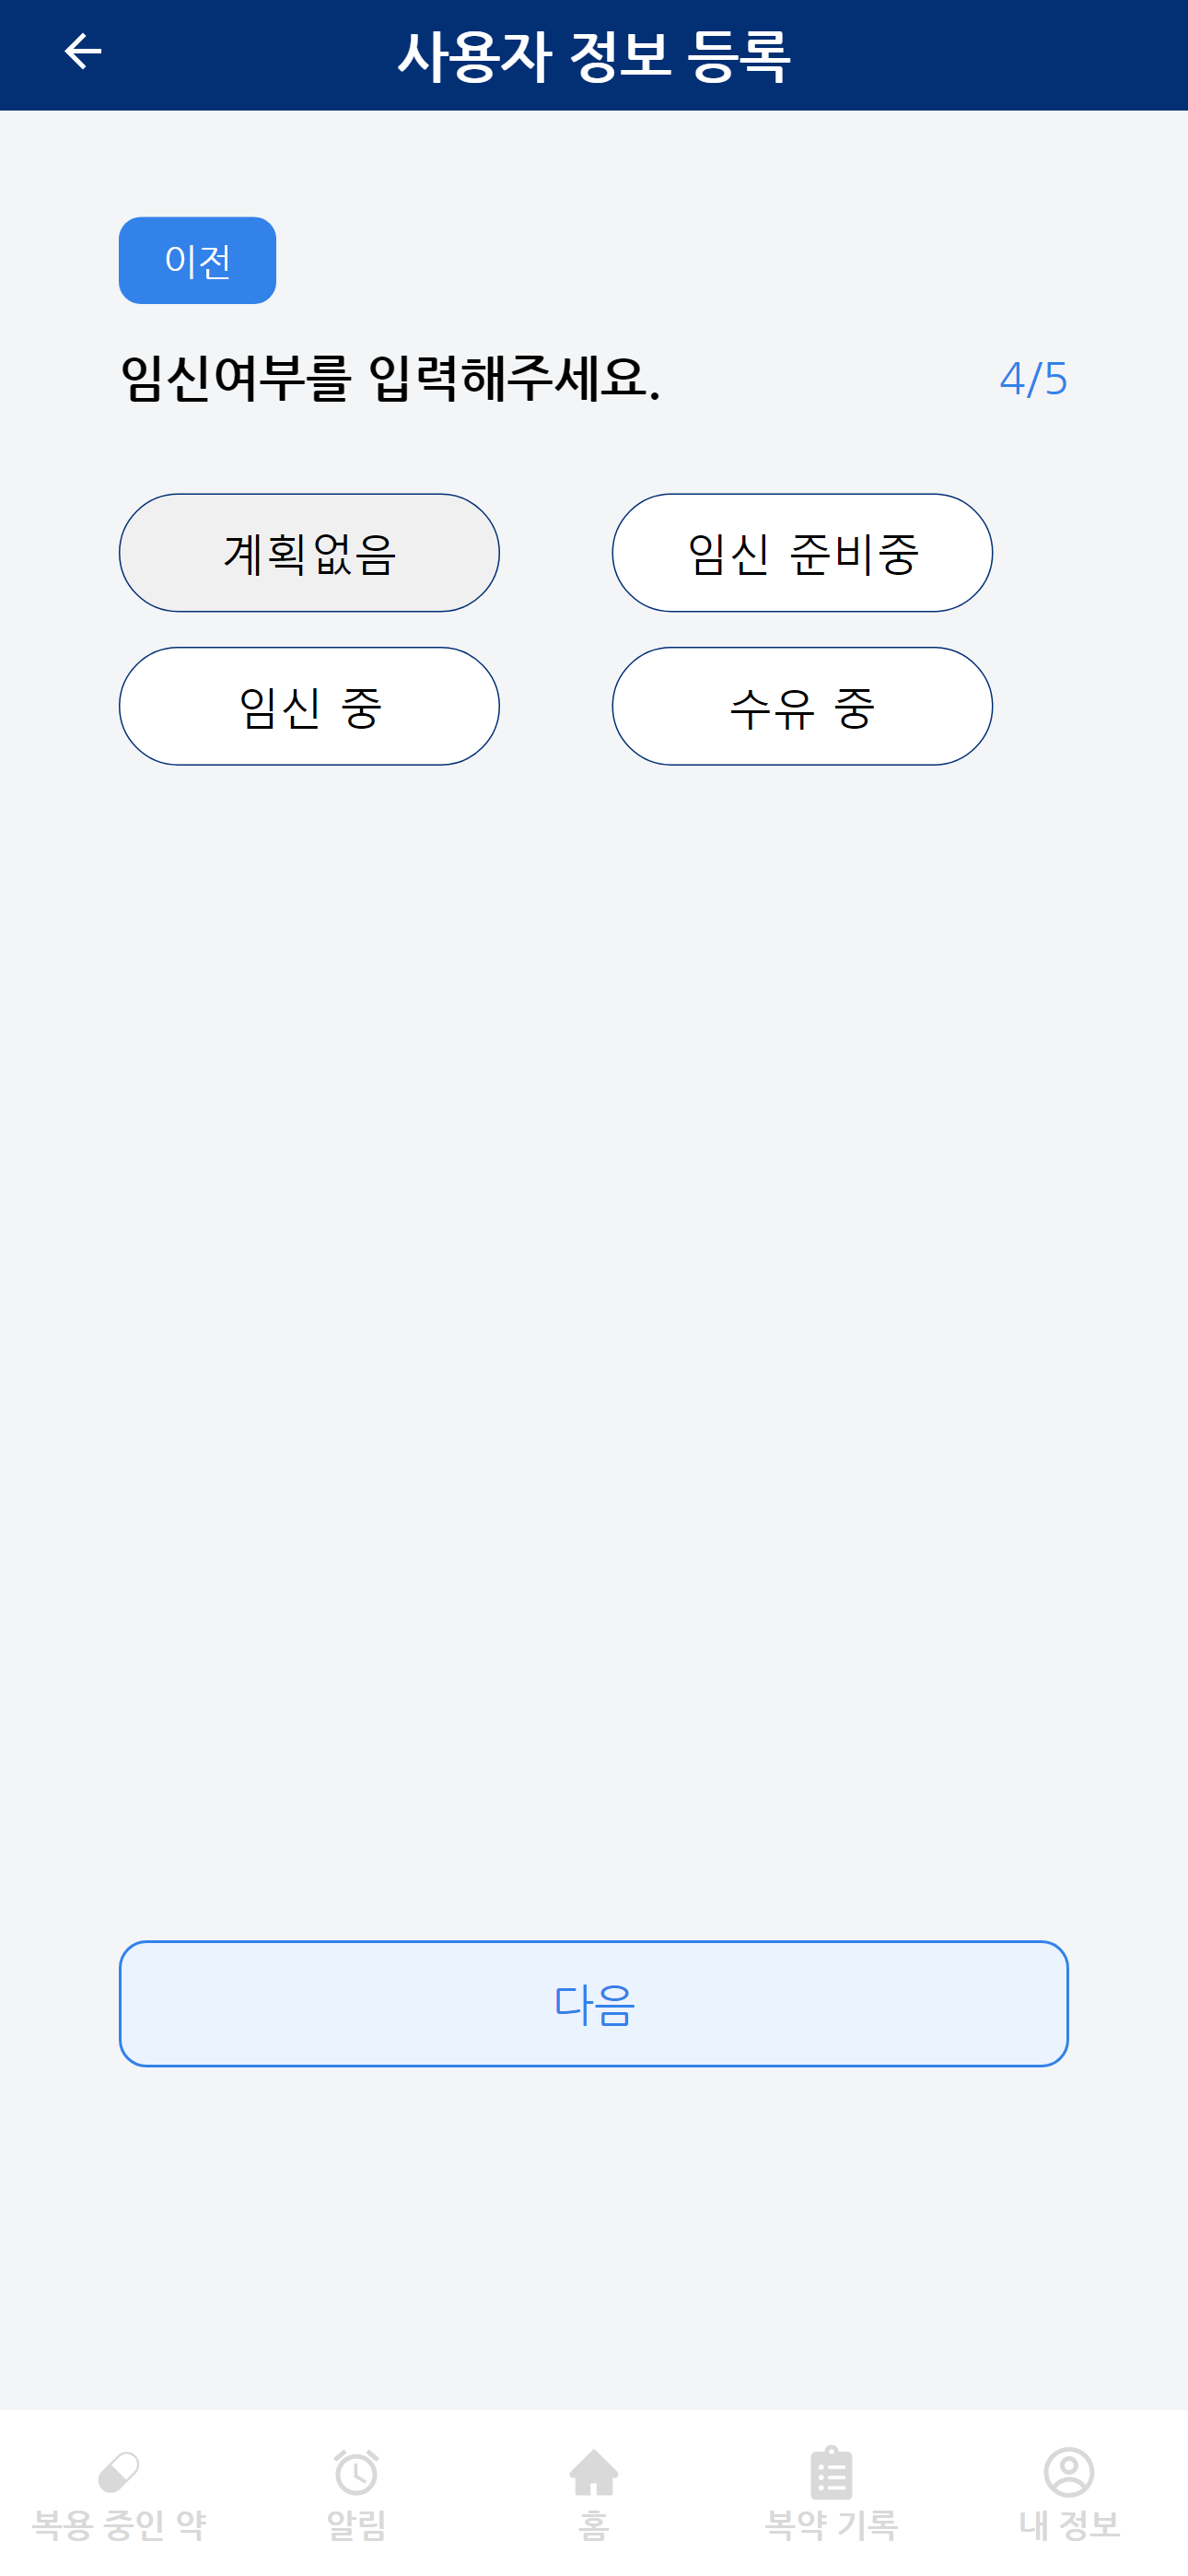 사용자 정보 등록
이전
임신여부를 입력해주세요. 4/5
계획없음 임신 준비중
임신 중 수유 중
다음
복용 중인 약 알림 홈 복약 기록 내 정보